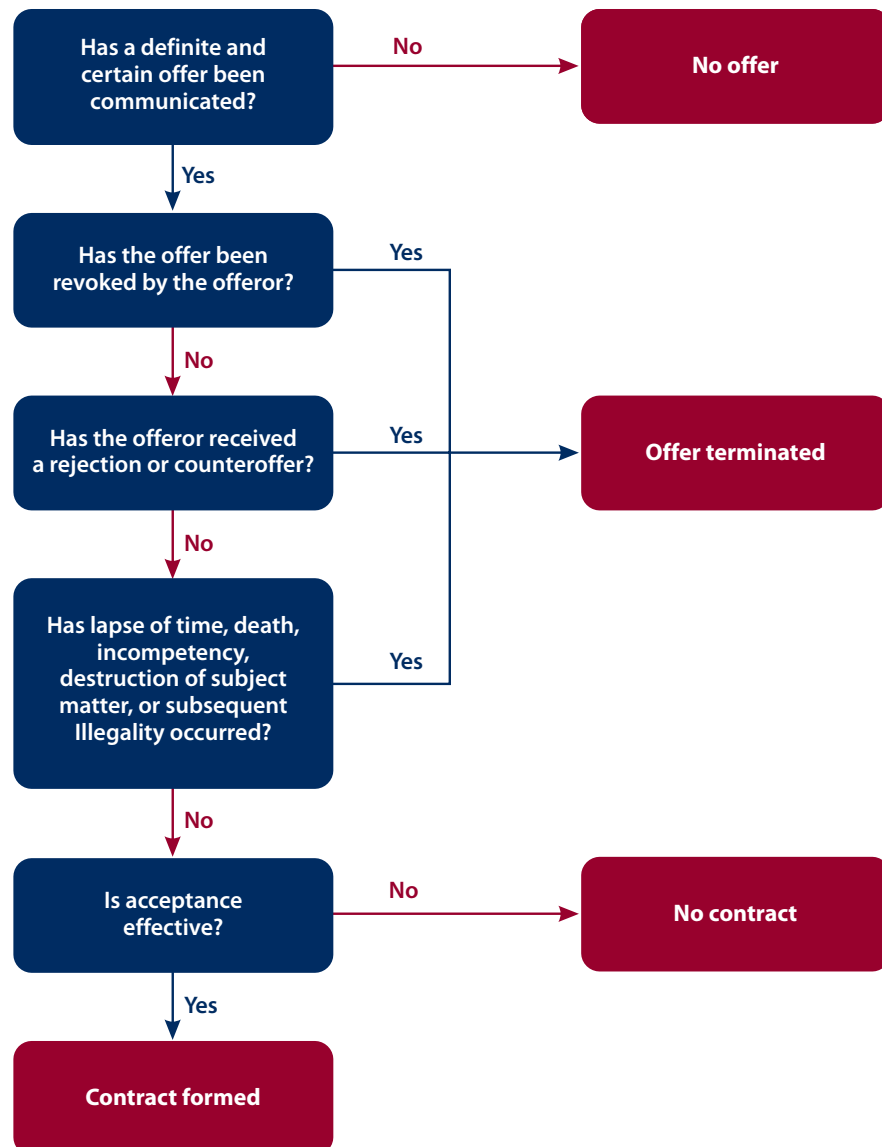 Has a definite and
certain offer been
communicated?
No
No offer
Yes
Has the offer been
revoked by the offeror?
Yes
No
Has the offeror received
a rejection or counteroffer?
Yes
Offer terminated
No
Has lapse of time, death,
incompetency,
destruction of subject
matter, or subsequent
Illegality occurred?
Yes
No
Is acceptance
effective?
No
No contract
Yes
Contract formed